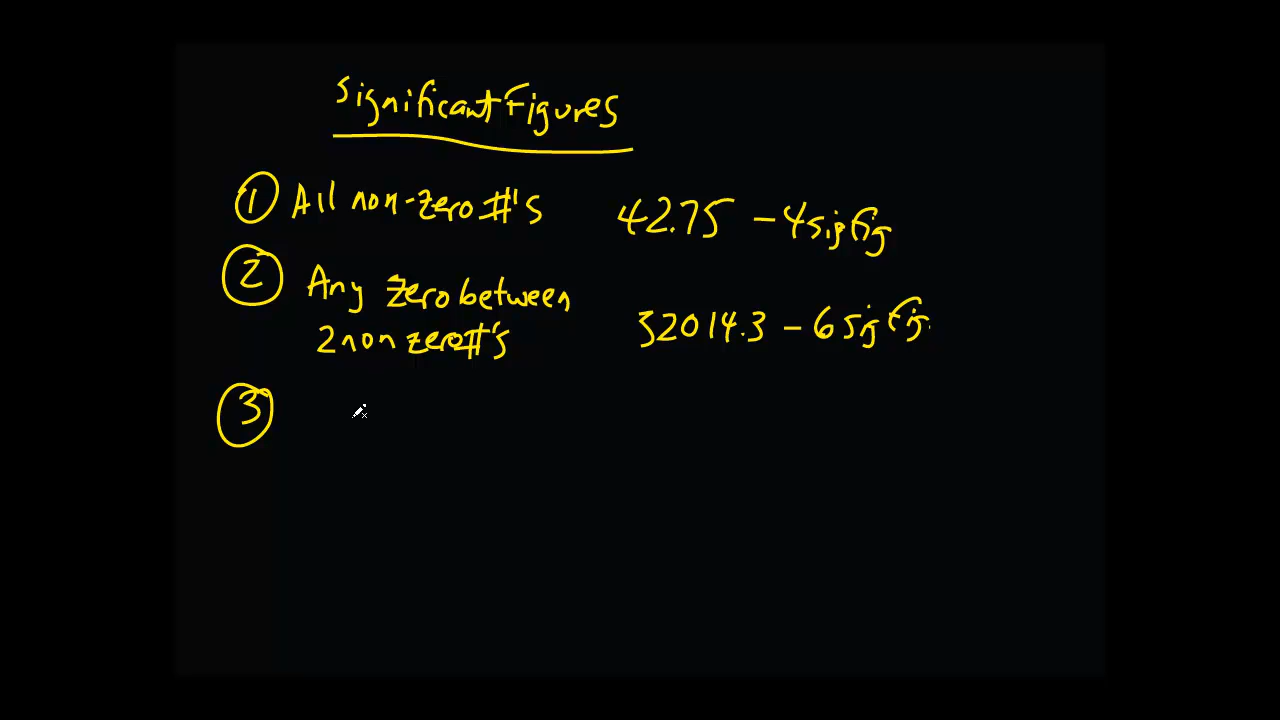 Significant Figures
1 All non-zero #'s 42.75 - 4 sig fig
2 Any zero between
2 non zero #'s 32014.3 - 6 sig fig.
3